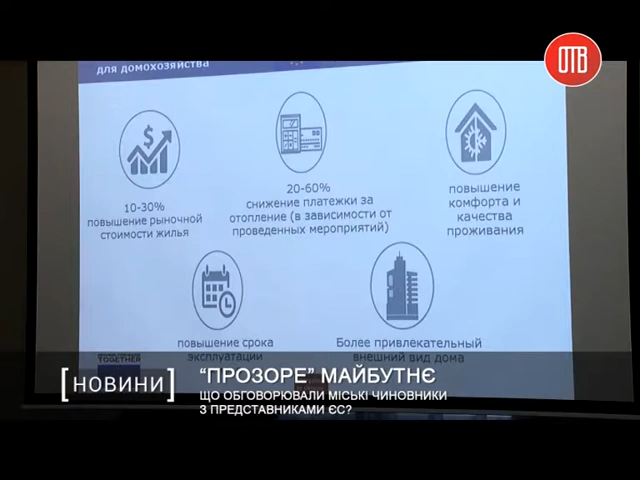 для домохозяйства
ОТВ
10-30%
повышение рыночной
стоимости жилья
20-60%
снижение платежки за
отопление (в зависимости от
проведенных мероприятий)
повышение
комфорта и
качества
проживания
повышение срока
эксплуатации
Более привлекательный
внешний вид дома
TOGETHER
[НОВИНИ]
“ПРОЗОРЕ” МАЙБУТНЄ
ЩО ОБГОВОРЮВАЛИ МІСЬКІ ЧИНОВНИКИ
З ПРЕДСТАВНИКАМИ ЄС?